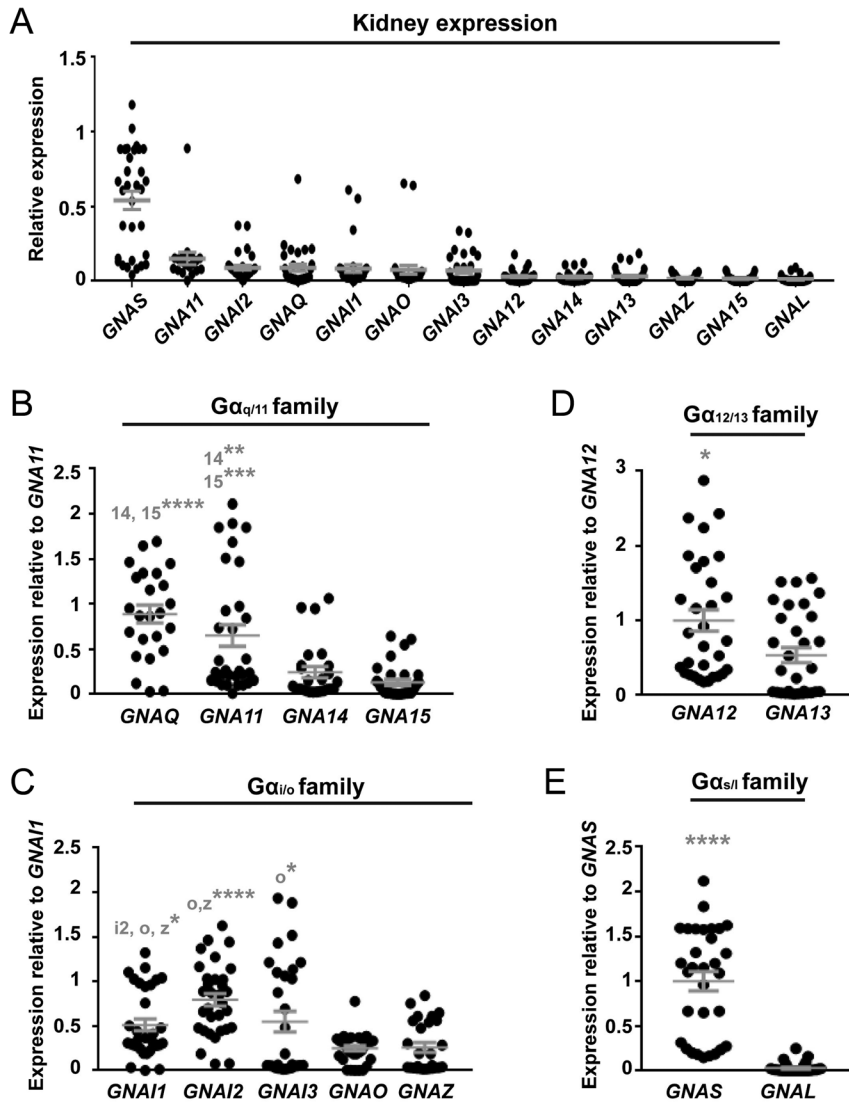 A
Kidney expression
Relative expression
1.5
1
0.5
0
GNAS GNA11 GNAI2 GNAQ GNAI1 GNAO GNAI3 GNA12 GNA14 GNA13 GNAZ GNA15 GNAL
B
Gαq/11 family
Expression relative to GNA11
2.5
2
1.5
1
0.5
0
14, 15****
14**
15***
GNAQ GNA11 GNA14 GNA15
D
Gα12/13 family
Expression relative to GNA12
3
2
1
0
*
GNA12 GNA13
C
Gαi/o family
Expression relative to GNAI1
2.5
2
1.5
1
0.5
0
i2, o, z*
o,z****
o*
GNAI1 GNAI2 GNAI3 GNAO GNAZ
E
Gαs/l family
Expression relative to GNAS
2.5
2
1.5
1
0.5
0
****
GNAS GNAL